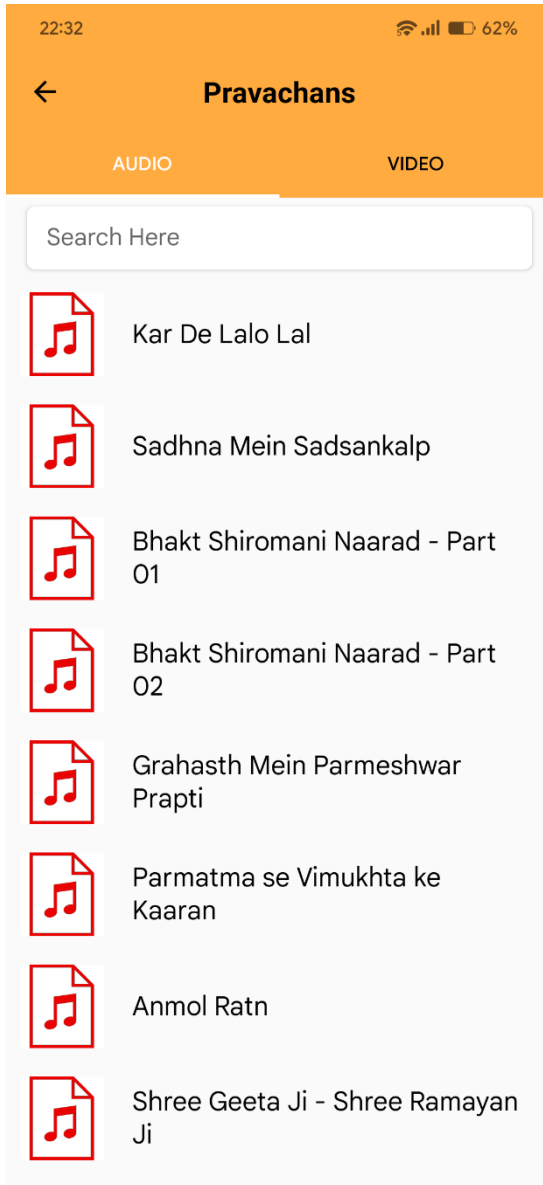 22:32 62%
Pravachans
AUDIO VIDEO
Search Here
Kar De Lalo Lal
Sadhna Mein Sadsankalp
Bhakt Shiromani Naarad - Part
01
Bhakt Shiromani Naarad - Part
02
Grahasth Mein Parmeshwar
Prapti
Parmatma se Vimukhta ke
Kaaran
Anmol Ratn
Shree Geeta Ji - Shree Ramayan
Ji